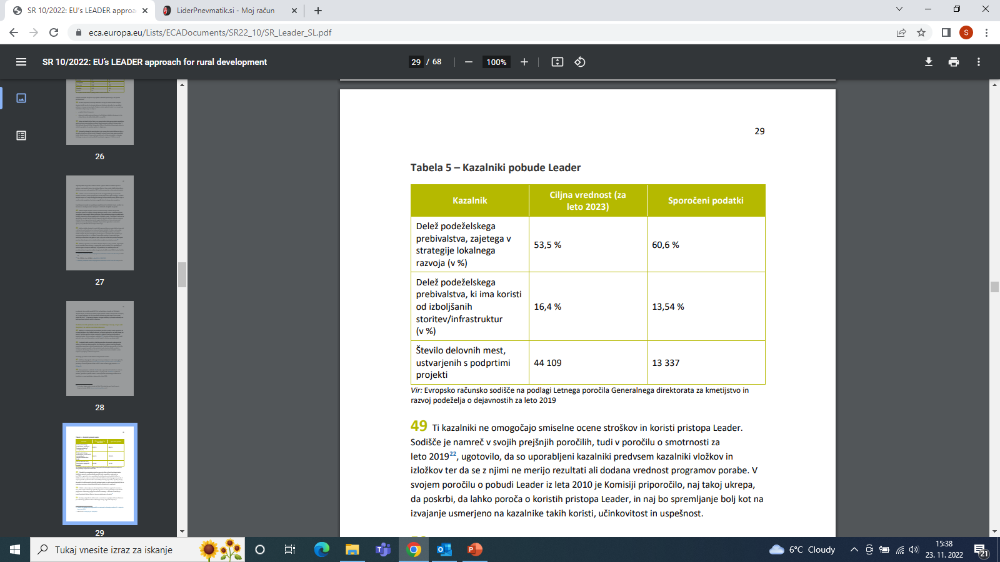 SR 10/2022: EU's LEADER approa
LiderPnevmatik.si - Moj račun
eca.europa.eu/Lists/ECADocuments/SR22_10/SR_Leader_SL.pdf
S
SR 10/2022: EU's LEADER approach for rural development
29 / 68
100%
26
27
28
29
29
Tabela 5 – Kazalniki pobude Leader
Kazalnik
Ciljna vrednost (za
leto 2023)
Sporočeni podatki
Delež podeželskega
prebivalstva, zajetega v
strategije lokalnega
razvoja (v %)
53,5 %
60,6 %
Delež podeželskega
prebivalstva, ki ima koristi
od izboljšanih
storitev/infrastruktur
(v %)
16,4 %
13,54 %
Število delovnih mest,
ustvarjenih s podprtimi
projekti
44 109
13 337
Vir: Evropsko računsko sodišče na podlagi Letnega poročila Generalnega direktorata za kmetijstvo in
razvoj podeželja o dejavnostih za leto 2019
49 Ti kazalniki ne omogočajo smiselne ocene stroškov in koristi pristopa Leader.
Sodišče je namreč v svojih prejšnjih poročilih, tudi v poročilu o smotrnosti za
leto 2019²², ugotovilo, da so uporabljeni kazalniki predvsem kazalniki vložkov in
izložkov ter da se z njimi ne merijo rezultati ali dodana vrednost programov porabe. V
svojem poročilu o pobudi Leader iz leta 2010 je Komisiji priporočilo, naj takoj ukrepa,
da poskrbi, da lahko poroča o koristih pristopa Leader, in naj bo spremljanje bolj kot na
izvajanje usmerjeno na kazalnike takih koristi, učinkovitost in uspešnost.
Tukaj vnesite izraz za iskanje
6°C Cloudy
15:38
23. 11. 2022
21